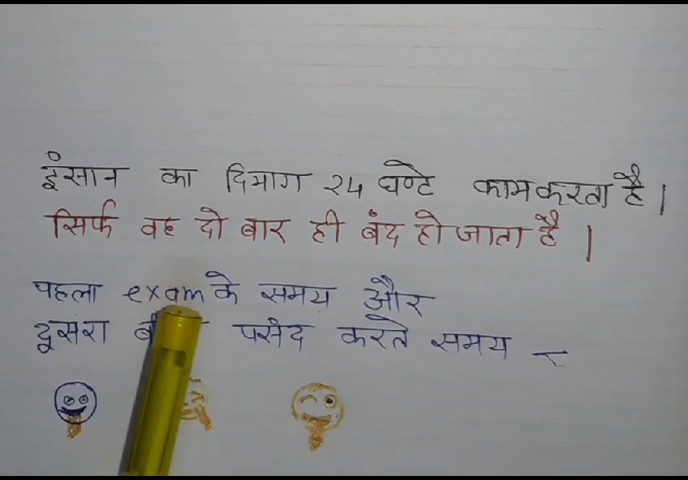 इंसान का दिमाग 24 घण्टे काम करता है।
सिर्फ वह दो बार ही बंद हो जाता है।
पहला exam के समय और
दूसरा पसंद करते समय